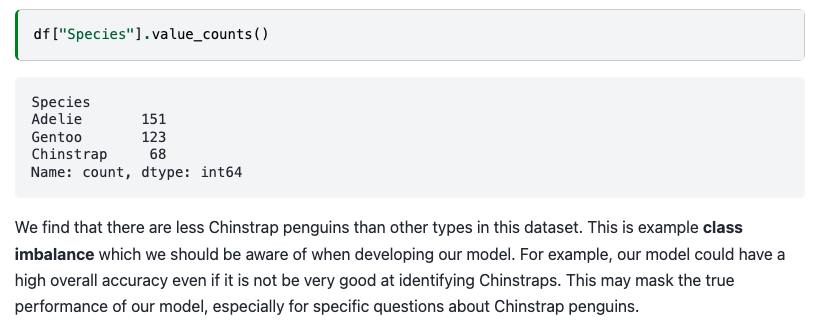 df["Species"].value_counts()
Species
Adelie       151
Gentoo       123
Chinstrap     68
Name: count, dtype: int64
We find that there are less Chinstrap penguins than other types in this dataset. This is example class
imbalance which we should be aware of when developing our model. For example, our model could have a
high overall accuracy even if it is not be very good at identifying Chinstraps. This may mask the true
performance of our model, especially for specific questions about Chinstrap penguins.